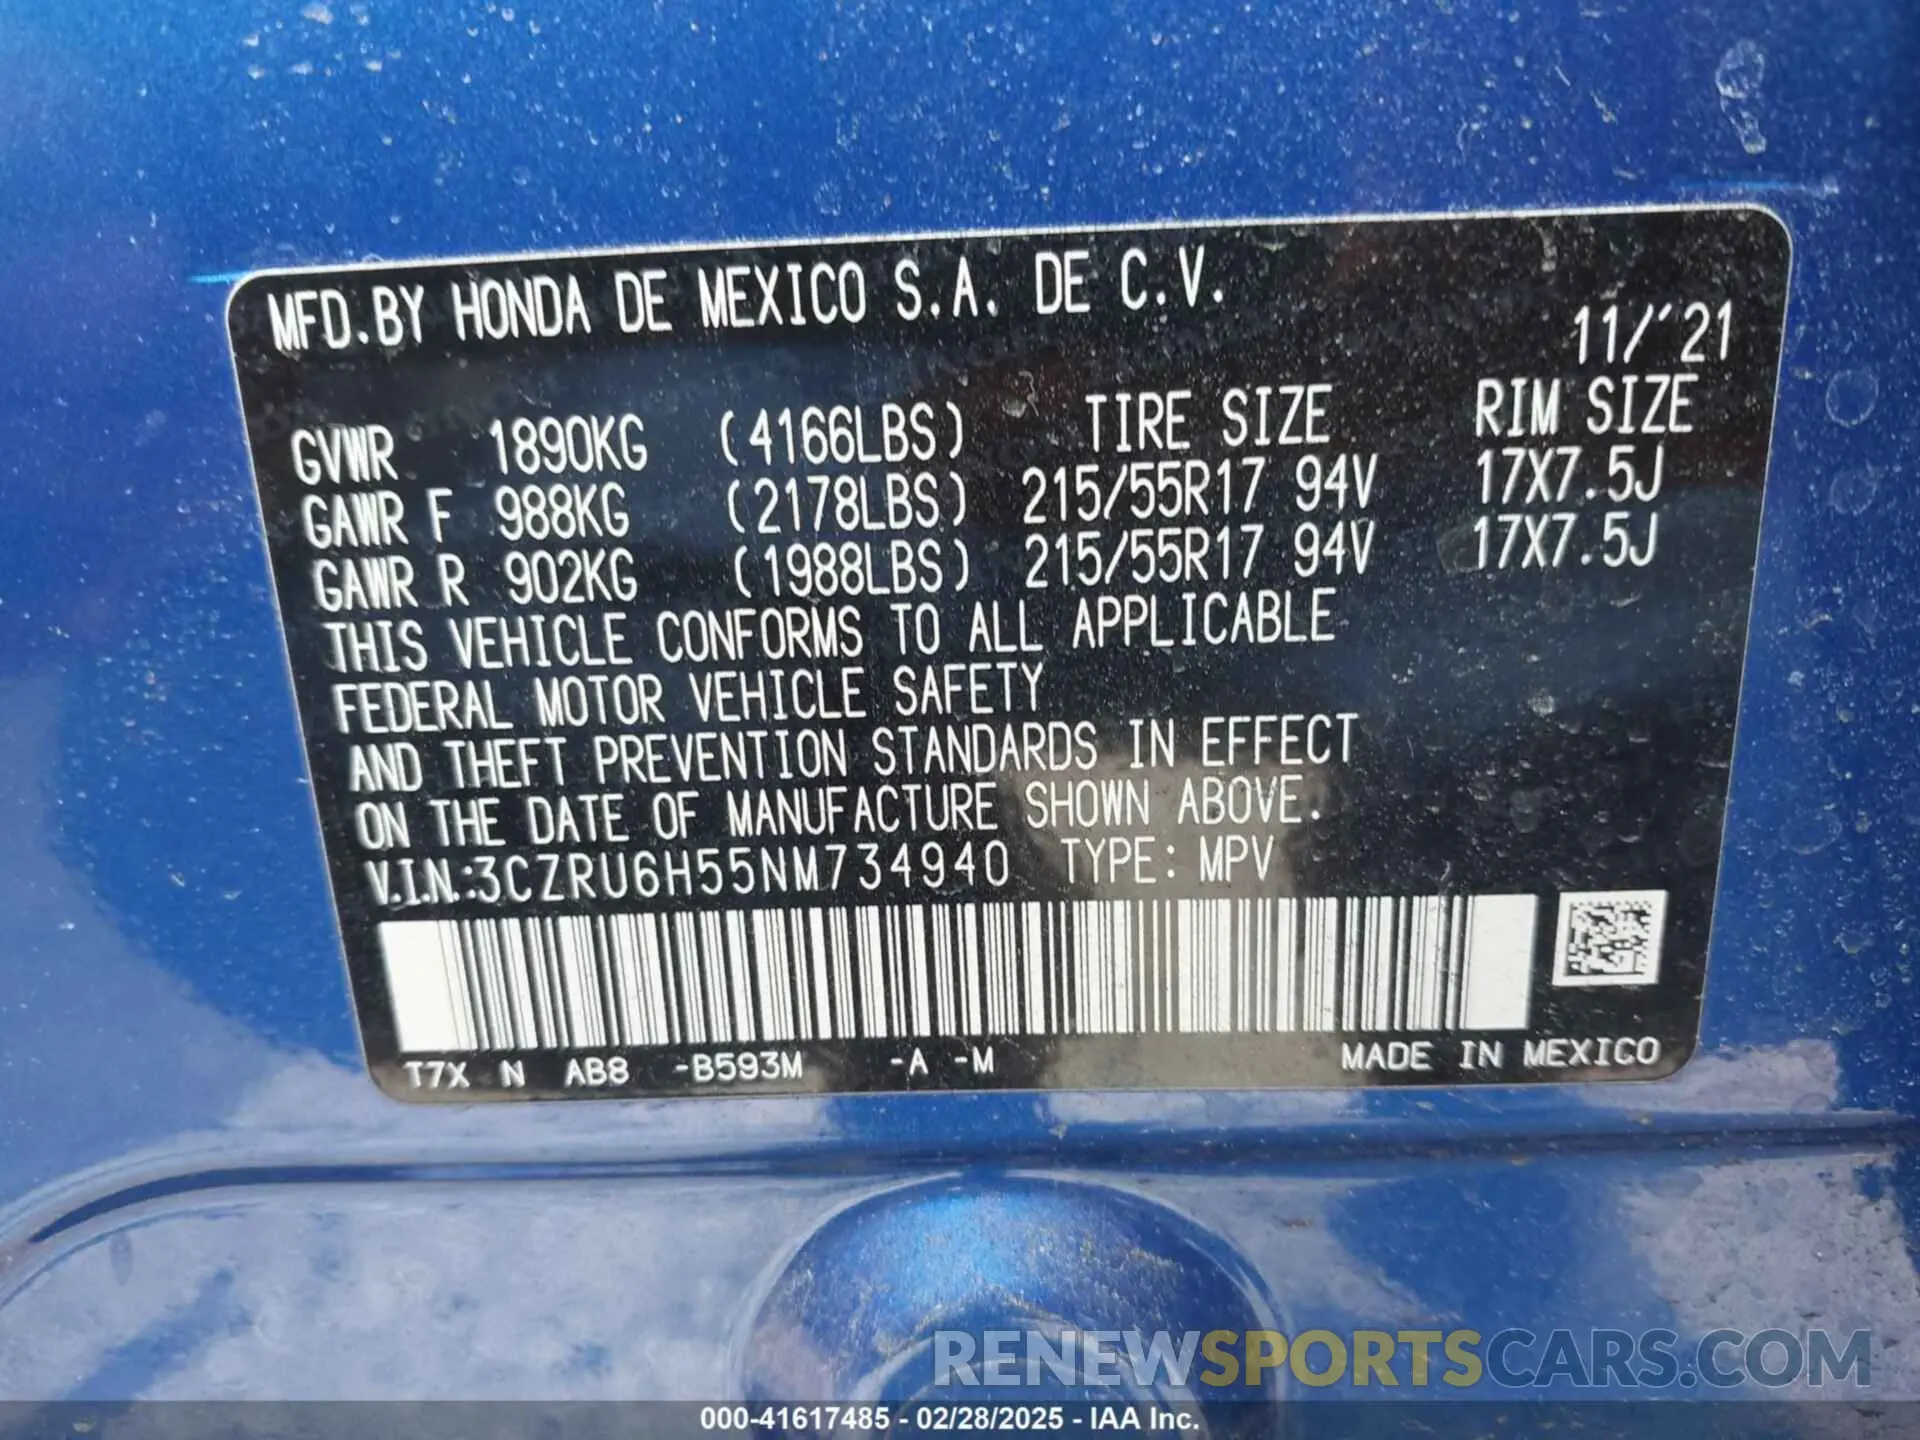 MFD.BY HONDA DE MEXICO S.A. DE C.V.
11/'21
GVWR 1890KG (4166LBS) TIRE SIZE RIM SIZE
GAWR F 988KG (2178LBS) 215/55R17 94V 17X7.5J
GAWR R 902KG (1988LBS) 215/55R17 94V 17X7.5J
THIS VEHICLE CONFORMS TO ALL APPLICABLE
FEDERAL MOTOR VEHICLE SAFETY
AND THEFT PREVENTION STANDARDS IN EFFECT
ON THE DATE OF MANUFACTURE SHOWN ABOVE.
V.I.N.:3CZRU6H55NM734940 TYPE: MPV
T7X N AB8 -B593M -A -M MADE IN MEXICO
RENEWSPORTSCARS.COM
000-41617485 - 02/28/2025 - IAA Inc.